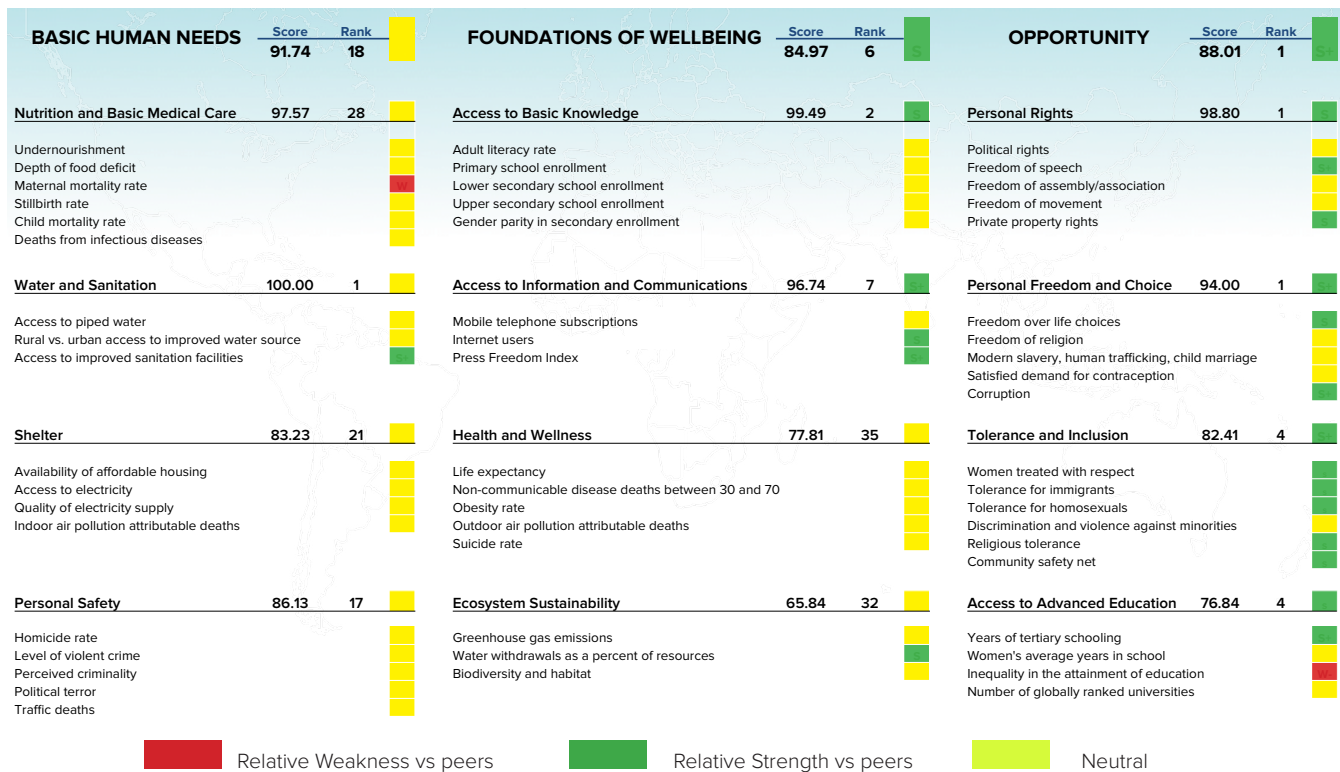 BASIC HUMAN NEEDS Score Rank
91.74 18
Nutrition and Basic Medical Care 97.57 28
Undernourishment
Depth of food deficit
Maternal mortality rate W
Stillbirth rate
Child mortality rate
Deaths from infectious diseases
Water and Sanitation 100.00 1
Access to piped water
Rural vs. urban access to improved water source
Access to improved sanitation facilities
Shelter 83.23 21
Availability of affordable housing
Access to electricity
Quality of electricity supply
Indoor air pollution attributable deaths
Personal Safety 86.13 17
Homicide rate
Level of violent crime
Perceived criminality
Political terror
Traffic deaths
FOUNDATIONS OF WELLBEING Score Rank
84.97 6 S
Access to Basic Knowledge 99.49 2 S
Adult literacy rate
Primary school enrollment
Lower secondary school enrollment
Upper secondary school enrollment
Gender parity in secondary enrollment
Access to Information and Communications 96.74 7
Mobile telephone subscriptions
Internet users S
Press Freedom Index
Health and Wellness 77.81 35
Life expectancy
Non-communicable disease deaths between 30 and 70
Obesity rate
Outdoor air pollution attributable deaths
Suicide rate
Ecosystem Sustainability 65.84 32
Greenhouse gas emissions
Water withdrawals as a percent of resources S
Biodiversity and habitat
OPPORTUNITY Score Rank
88.01 1 S+
Personal Rights 98.80 1 S
Political rights
Freedom of speech S+
Freedom of assembly/association
Freedom of movement
Private property rights S
Personal Freedom and Choice 94.00 1 S+
Freedom over life choices S
Freedom of religion
Modern slavery, human trafficking, child marriage
Satisfied demand for contraception
Corruption S+
Tolerance and Inclusion 82.41 4 S+
Women treated with respect
Tolerance for immigrants
Tolerance for homosexuals
Discrimination and violence against minorities
Religious tolerance
Community safety net
Access to Advanced Education 76.84 4
Years of tertiary schooling S+
Women's average years in school
Inequality in the attainment of education W+
Number of globally ranked universities
Relative Weakness vs peers
Relative Strength vs peers
Neutral